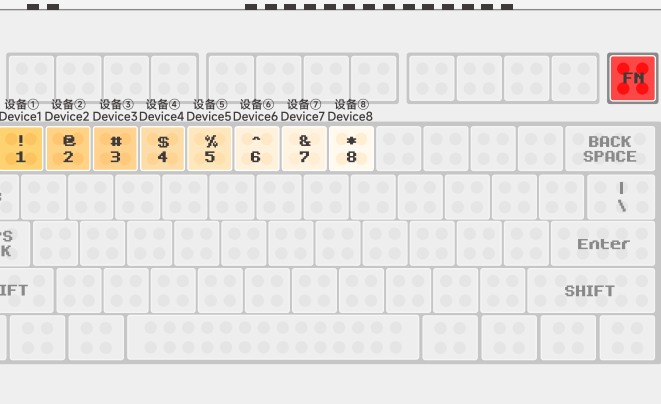 FN
设备① 设备② 设备③ 设备④ 设备⑤ 设备⑥ 设备⑦ 设备⑧
Device1 Device2 Device3 Device4 Device5 Device6 Device7 Device8
! @ # $ % ^ & * BACK
1 2 3 4 5 6 7 8 SPACE
|
\
Enter
IFT SHIFT